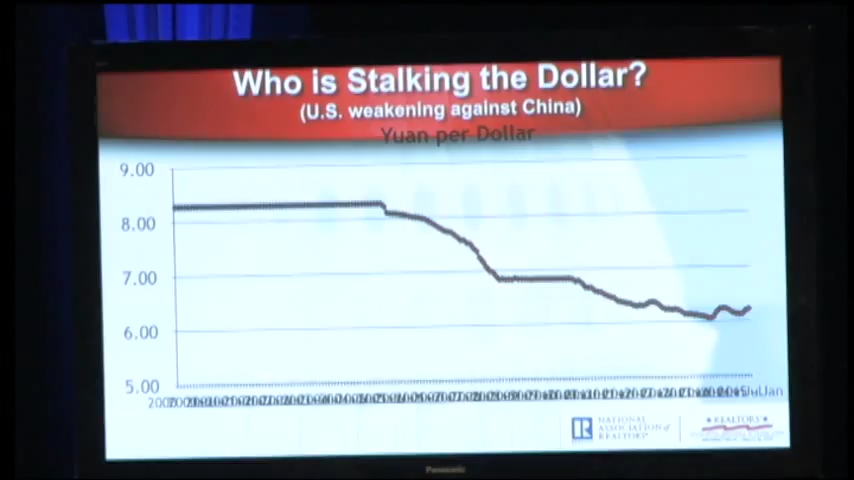 Who is Stalking the Dollar?
(U.S. weakening against China)
Yuan per Dollar
9.00
8.00
7.00
6.00
5.00
NATIONAL
ASSOCIATION of
REALTORS®
REALTORS
Panasonic